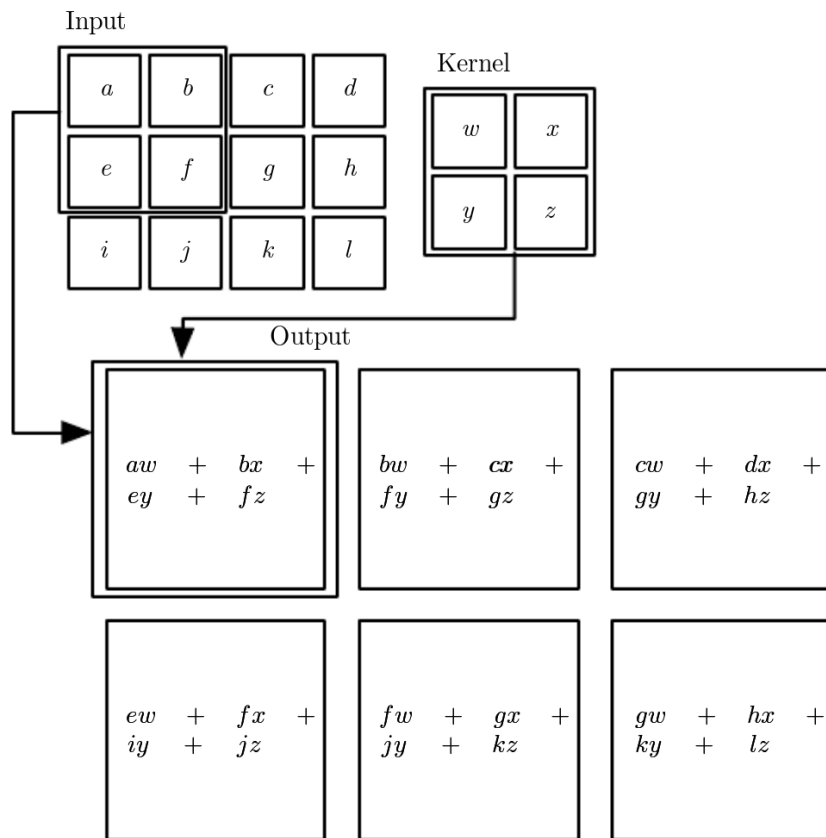 Input
Kernel
a b c d
w x
e f g h
y z
i j k l
Output
aw + bx +
ey + fz
bw + cx +
fy + gz
cw + dx +
gy + hz
ew + fx +
iy + jz
fw + gx +
jy + kz
gw + hx +
ky + lz